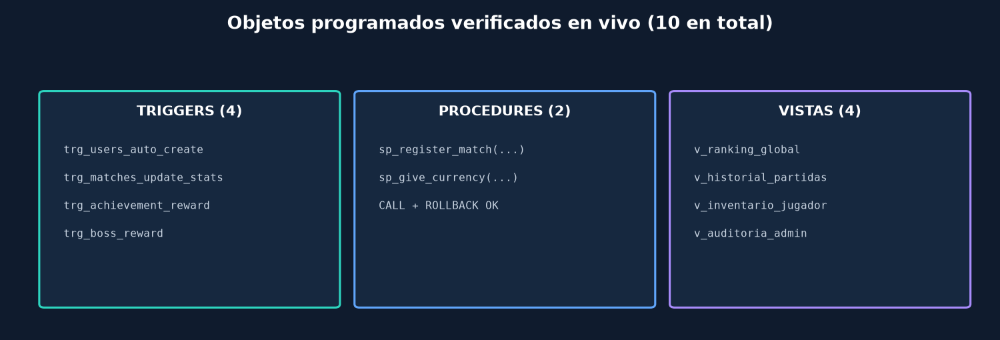 Objetos programados verificados en vivo (10 en total)
TRIGGERS (4)
trg_users_auto_create
trg_matches_update_stats
trg_achievement_reward
trg_boss_reward
PROCEDURES (2)
sp_register_match(...)
sp_give_currency(...)
CALL + ROLLBACK OK
VISTAS (4)
v_ranking_global
v_historial_partidas
v_inventario_jugador
v_auditoria_admin